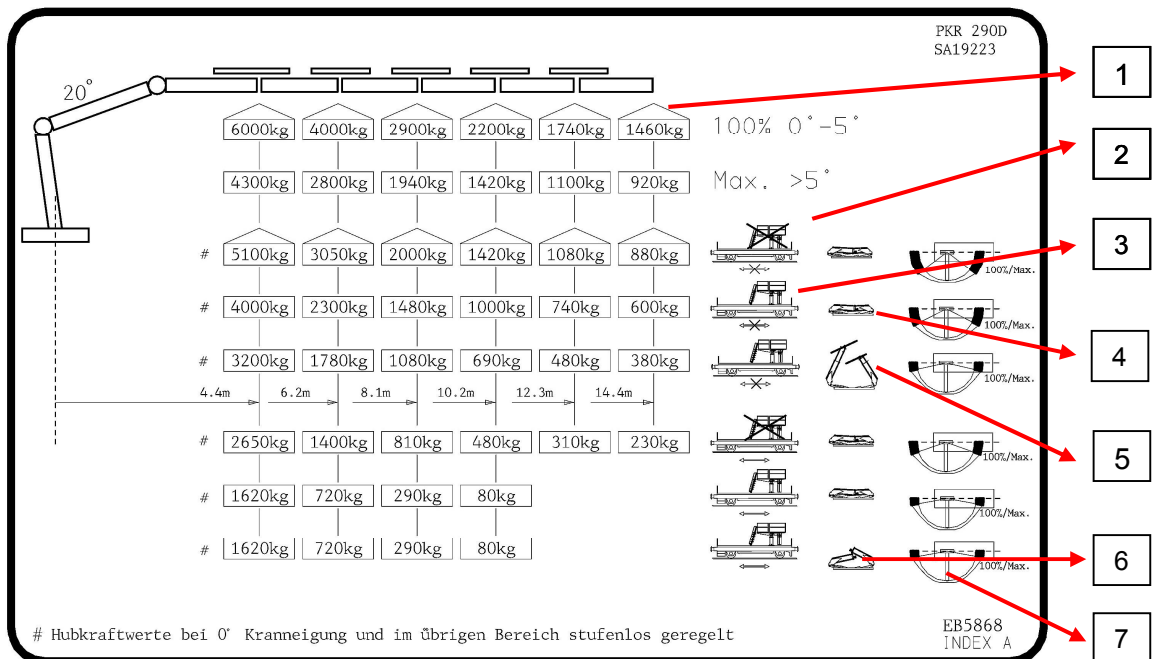 PKR 290D
SA19223
20°
6000kg 4000kg 2900kg 2200kg 1740kg 1460kg 100% 0°-5°
4300kg 2800kg 1940kg 1420kg 1100kg 920kg Max. >5°
# 5100kg 3050kg 2000kg 1420kg 1080kg 880kg 100%/Max.
# 4000kg 2300kg 1480kg 1000kg 740kg 600kg 100%/Max.
# 3200kg 1780kg 1080kg 690kg 480kg 380kg 100%/Max.
4.4m 6.2m 8.1m 10.2m 12.3m 14.4m
# 2650kg 1400kg 810kg 480kg 310kg 230kg 100%/Max.
# 1620kg 720kg 290kg 80kg 100%/Max.
# 1620kg 720kg 290kg 80kg 100%/Max.
# Hubkraftwerte bei 0° Kranneigung und im übrigen Bereich stufenlos geregelt
EB5868
INDEX A
1
2
3
4
5
6
7